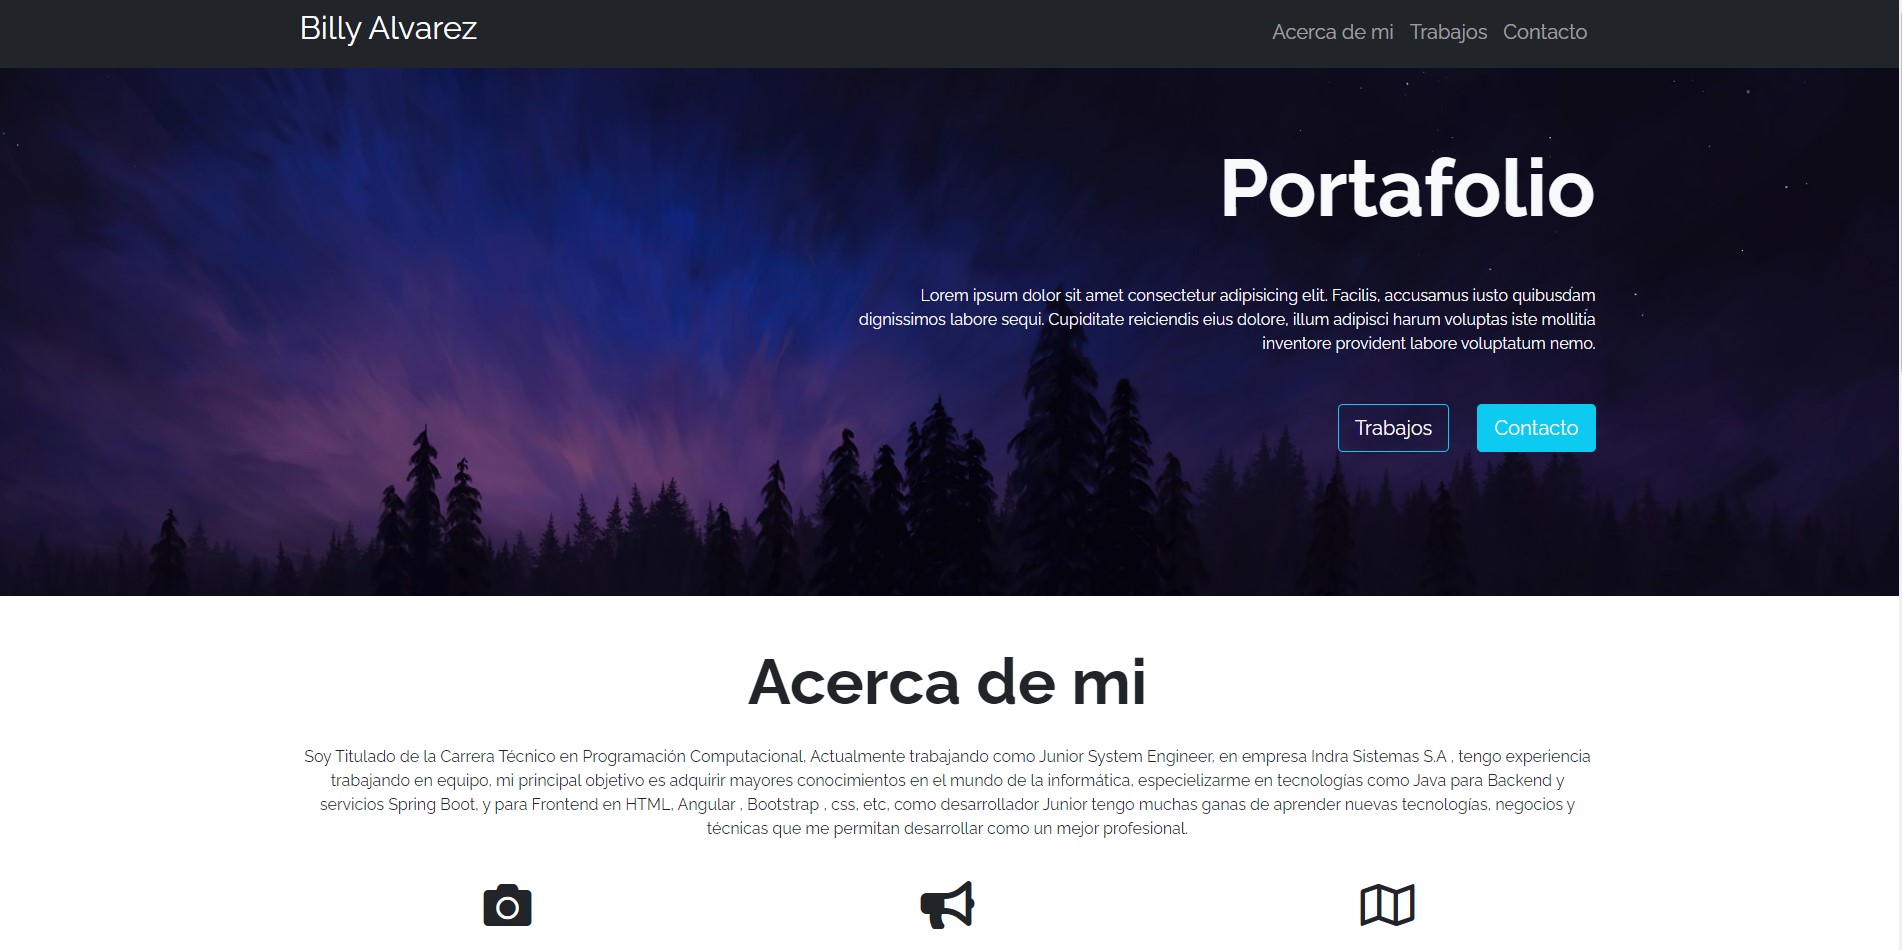 Billy Alvarez
Acerca de mi Trabajos Contacto
Portafolio
Lorem ipsum dolor sit amet consectetur adipisicing elit. Facilis, accusamus iusto quibusdam
dignissimos labore sequi. Cupiditate reiciendis eius dolore, illum adipisci harum voluptas iste mollitia
inventore provident labore voluptatum nemo.
Trabajos Contacto
Acerca de mi
Soy Titulado de la Carrera Técnico en Programación Computacional, Actualmente trabajando como Junior System Engineer, en empresa Indra Sistemas S.A , tengo experiencia
trabajando en equipo, mi principal objetivo es adquirir mayores conocimientos en el mundo de la informática, especielizarme en tecnologías como Java para Backend y
servicios Spring Boot, y para Frontend en HTML, Angular , Bootstrap , css, etc, como desarrollador Junior tengo muchas ganas de aprender nuevas tecnologías, negocios y
técnicas que me permitan desarrollar como un mejor profesional.